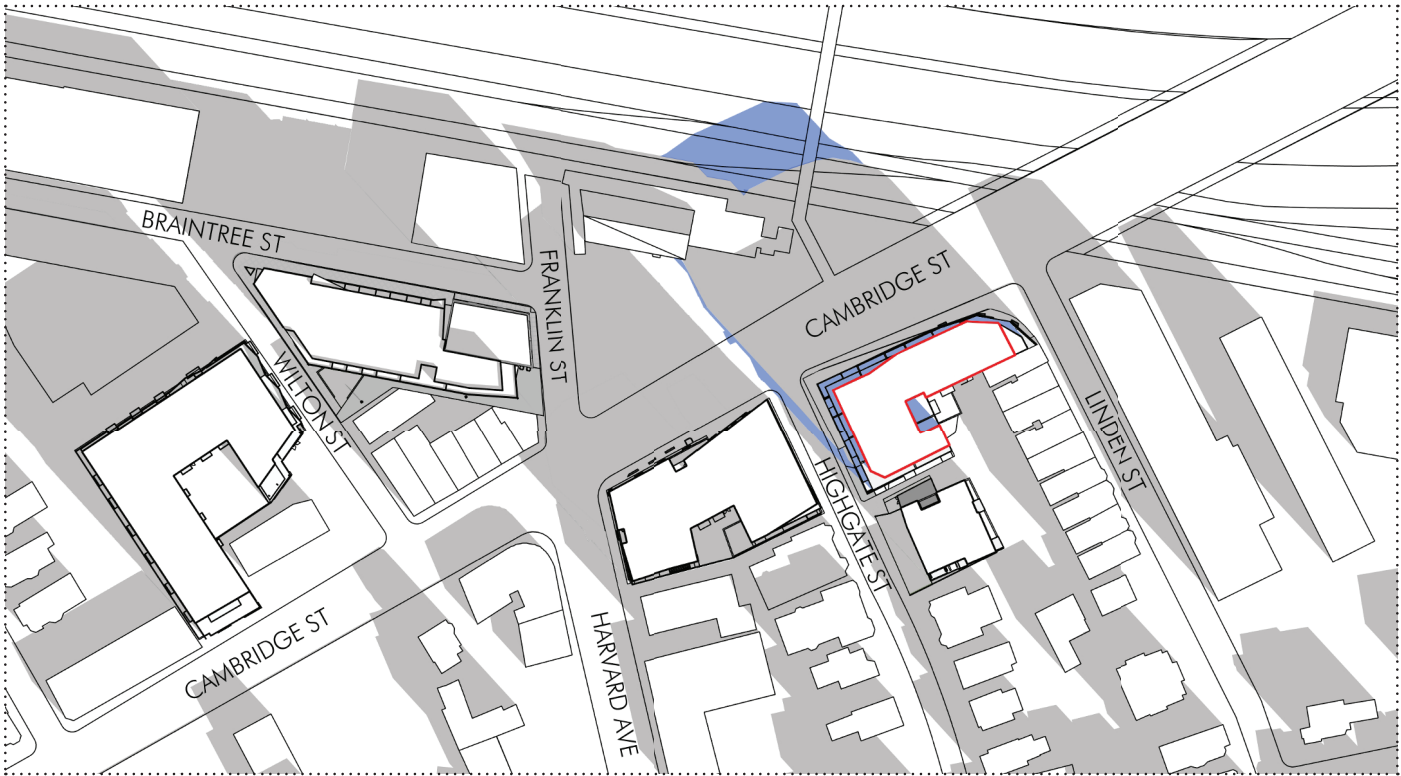 BRAINTREE ST
FRANKLIN ST
CAMBRIDGE ST
WILTON ST
LINDEN ST
HIGHGATE ST
CAMBRIDGE ST
HARVARD AVE